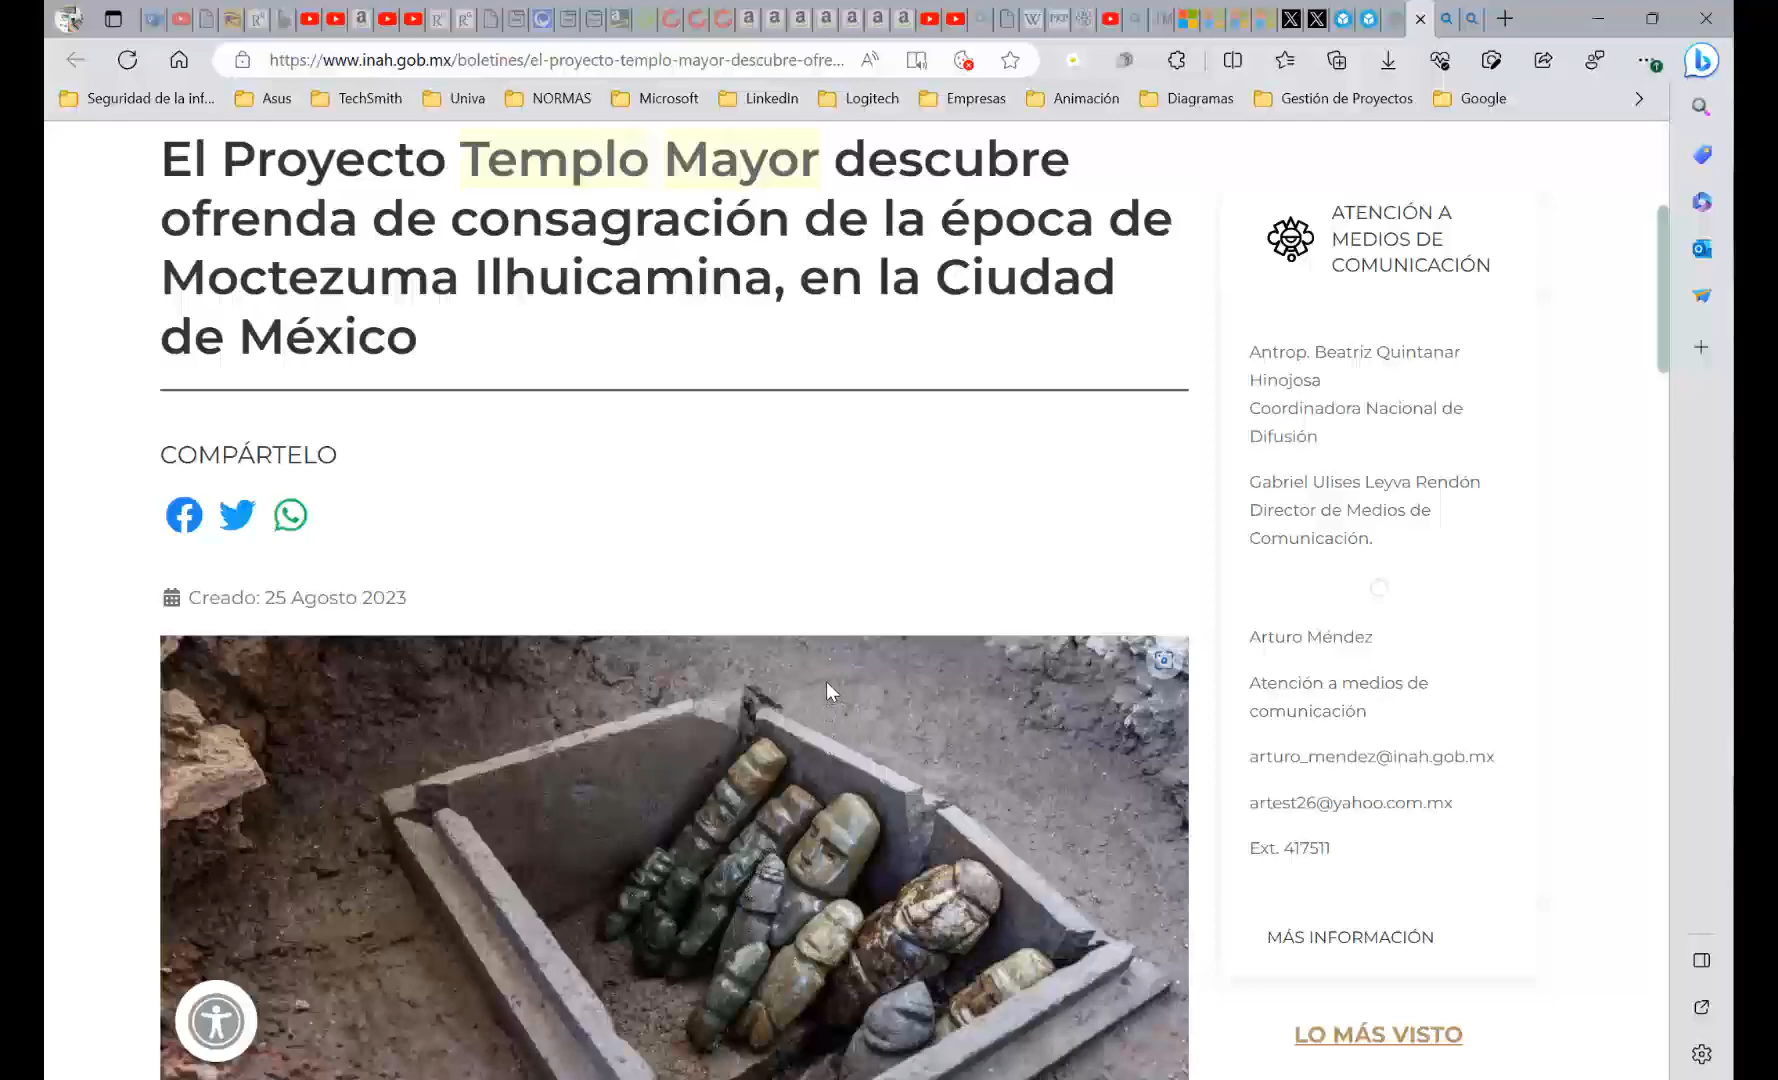 https://www.inah.gob.mx/boletines/el-proyecto-templo-mayor-descubre-ofre...
Seguridad de la inf...
Asus
TechSmith
Univa
NORMAS
Microsoft
LinkedIn
Logitech
Empresas
Animación
Diagramas
Gestión de Proyectos
Google
El Proyecto Templo Mayor descubre
ofrenda de consagración de la época de
Moctezuma Ilhuicamina, en la Ciudad
de México
COMPÁRTELO
Creado: 25 Agosto 2023
ATENCIÓN A
MEDIOS DE
COMUNICACIÓN
Antrop. Beatriz Quintanar
Hinojosa
Coordinadora Nacional de
Difusión
Gabriel Ulises Leyva Rendón
Director de Medios de
Comunicación.
Arturo Méndez
Atención a medios de
comunicación
arturo_mendez@inah.gob.mx
artest26@yahoo.com.mx
Ext. 417511
MÁS INFORMACIÓN
LO MÁS VISTO